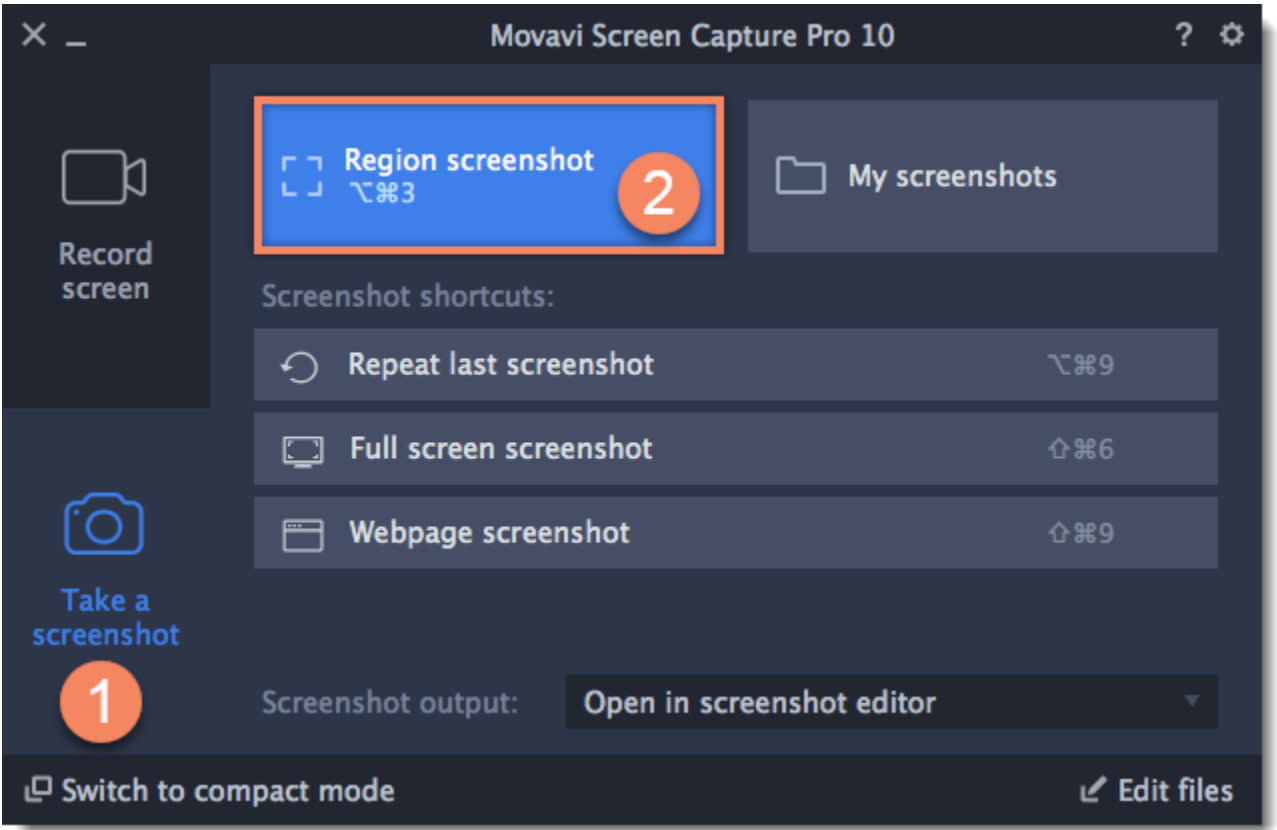 Movavi Screen Capture Pro 10
?
Record
screen
Region screenshot
⌥⌘3
2
My screenshots
Screenshot shortcuts:
Repeat last screenshot ⌥⌘9
Full screen screenshot ⇧⌘6
Webpage screenshot ⇧⌘9
Take a
screenshot
1
Screenshot output: Open in screenshot editor
Switch to compact mode
Edit files